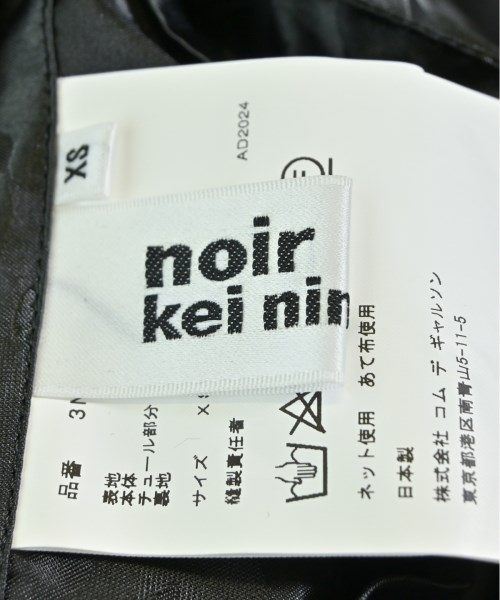 XS
noir
kei nin
AD2024
品番 3
表地
本体
チュール部分
裏地
サイズ XS
縫製責任者
ネット使用 あて布使用
日本製
株式会社 コム デ ギャルソン
東京都港区南青山5-11-5